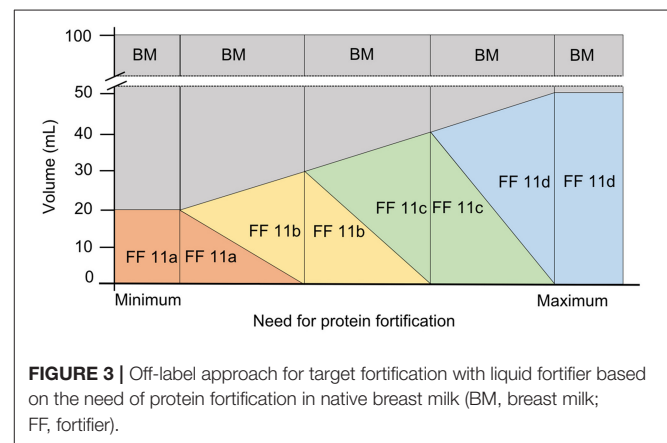 100
BM BM BM BM BM
50
40
30
20
10
0
Volume (mL)
FF 11a FF 11a FF 11b FF 11b FF 11c FF 11c FF 11d FF 11d
Minimum Maximum
Need for protein fortification
FIGURE 3 | Off-label approach for target fortification with liquid fortifier based
on the need of protein fortification in native breast milk (BM, breast milk;
FF, fortifier).